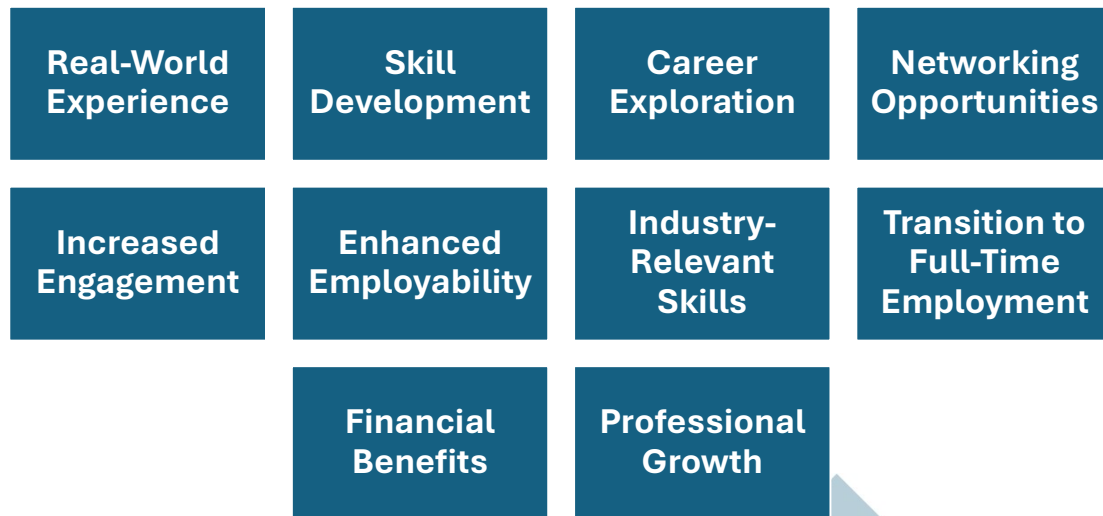 Real-World
Experience
Skill
Development
Career
Exploration
Networking
Opportunities
Increased
Engagement
Enhanced
Employability
Industry-
Relevant
Skills
Transition to
Full-Time
Employment
Financial
Benefits
Professional
Growth